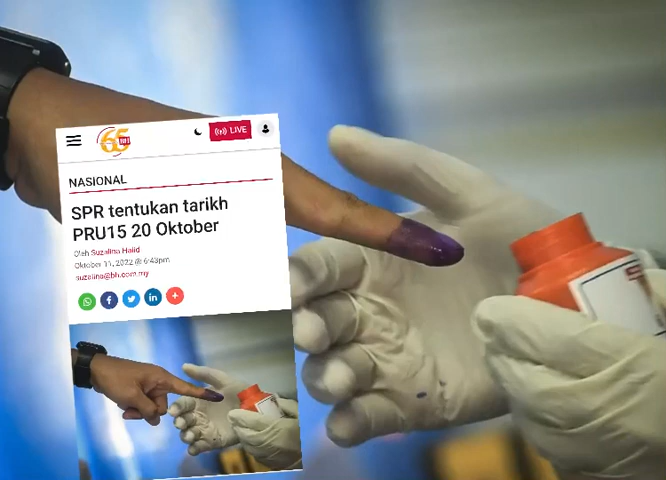 65
BH
LIVE
NASIONAL
SPR tentukan tarikh
PRU15 20 Oktober
Oleh Suzalina Halid
Oktober 11, 2022 @ 6:43pm
suzalina@bh.com.my